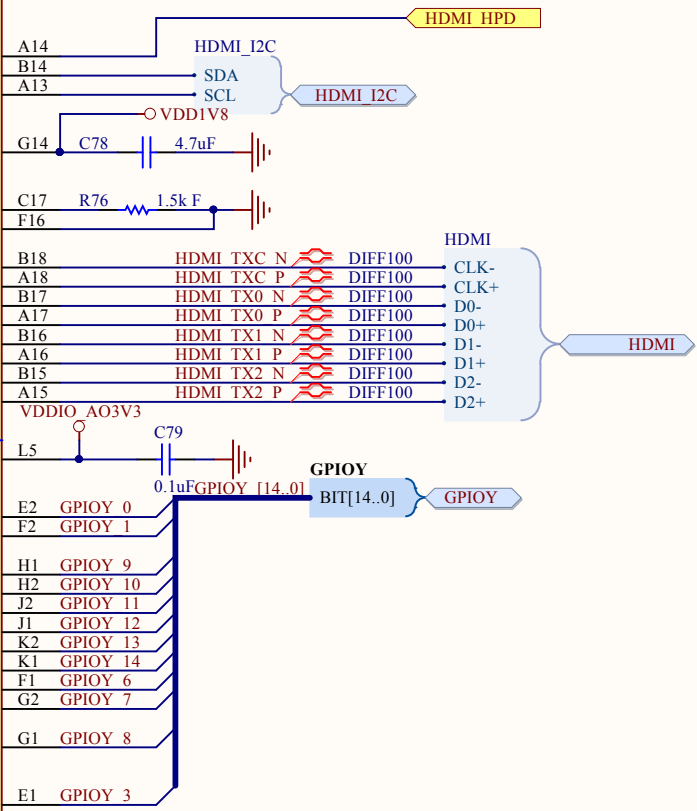 HDMI_HPD
A14
HDMI_I2C
B14
SDA
A13
SCL
HDMI_I2C
VDD1V8
G14
C78
4.7uF
C17
R76
1.5k F
F16
HDMI
B18 HDMI_TXC_N DIFF100 CLK-
A18 HDMI_TXC_P DIFF100 CLK+
B17 HDMI_TX0_N DIFF100 D0-
A17 HDMI_TX0_P DIFF100 D0+
B16 HDMI_TX1_N DIFF100 D1-
HDMI
A16 HDMI_TX1_P DIFF100 D1+
B15 HDMI_TX2_N DIFF100 D2-
A15 HDMI_TX2_P DIFF100 D2+
VDDIO_AO3V3
C79
L5
0.1uF
GPIOY_[14..0]
GPIOY
BIT[14..0]
GPIOY
E2 GPIOY_0
F2 GPIOY_1
H1 GPIOY_9
H2 GPIOY_10
J2 GPIOY_11
J1 GPIOY_12
K2 GPIOY_13
K1 GPIOY_14
F1 GPIOY_6
G2 GPIOY_7
G1 GPIOY_8
E1 GPIOY_3